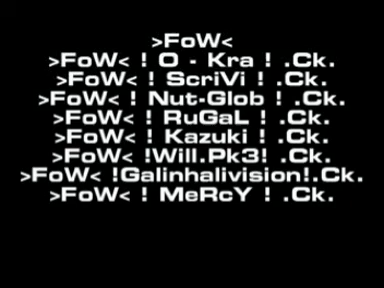 >FoW<
>FoW< ! O - Kra ! .Ck.
>FoW< ! ScriVi ! .Ck.
>FoW< ! Nut-Glob ! .Ck.
>FoW< ! RuGaL ! .Ck.
>FoW< ! Kazuki ! .Ck.
>FoW< !Will.Pk3! .Ck.
>FoW< !Galinhalivision!.Ck.
>FoW< ! MeRcY ! .Ck.